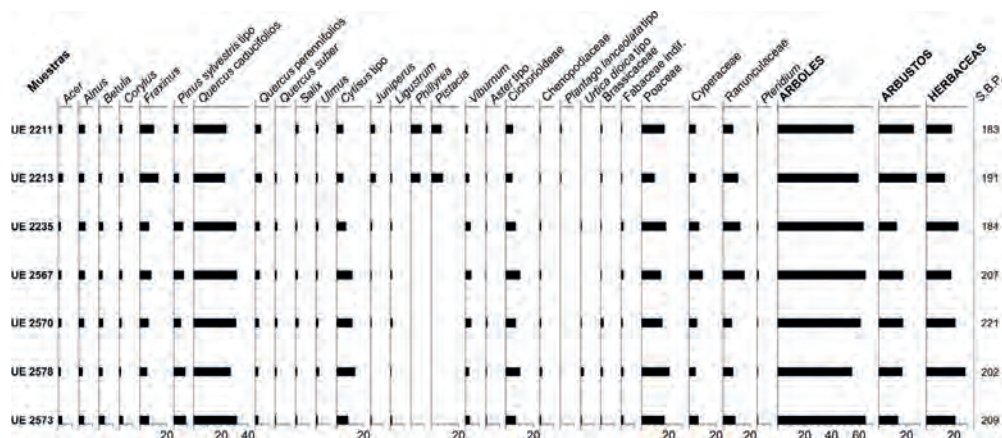 Muestras
Acer
Alnus
Betula
Corylus
Fraxinus
Pinus sylvestris tipo
Quercus caducifolios
Quercus perennifolios
Quercus suber
Salix
Ulmus
Cytisus tipo
Juniperus
Ligustrum
Phillyrea
Pistacia
Viburnum
Aster tipo
Cichorioideae
Chenopodiaceae
Plantago lanceolata tipo
Urtica dioica tipo
Brassicaceae
Fabaceae indif.
Poaceae
Cyperaceae
Ranunculaceae
Pteridium
ARBOLES
ARBUSTOS
HERBACEAS
S.B.P.
UE 2211 183
UE 2213 191
UE 2235 184
UE 2567 207
UE 2570 221
UE 2578 202
UE 2573 209
20 20 40 20 20 20 20 20 20 40 60 20 20